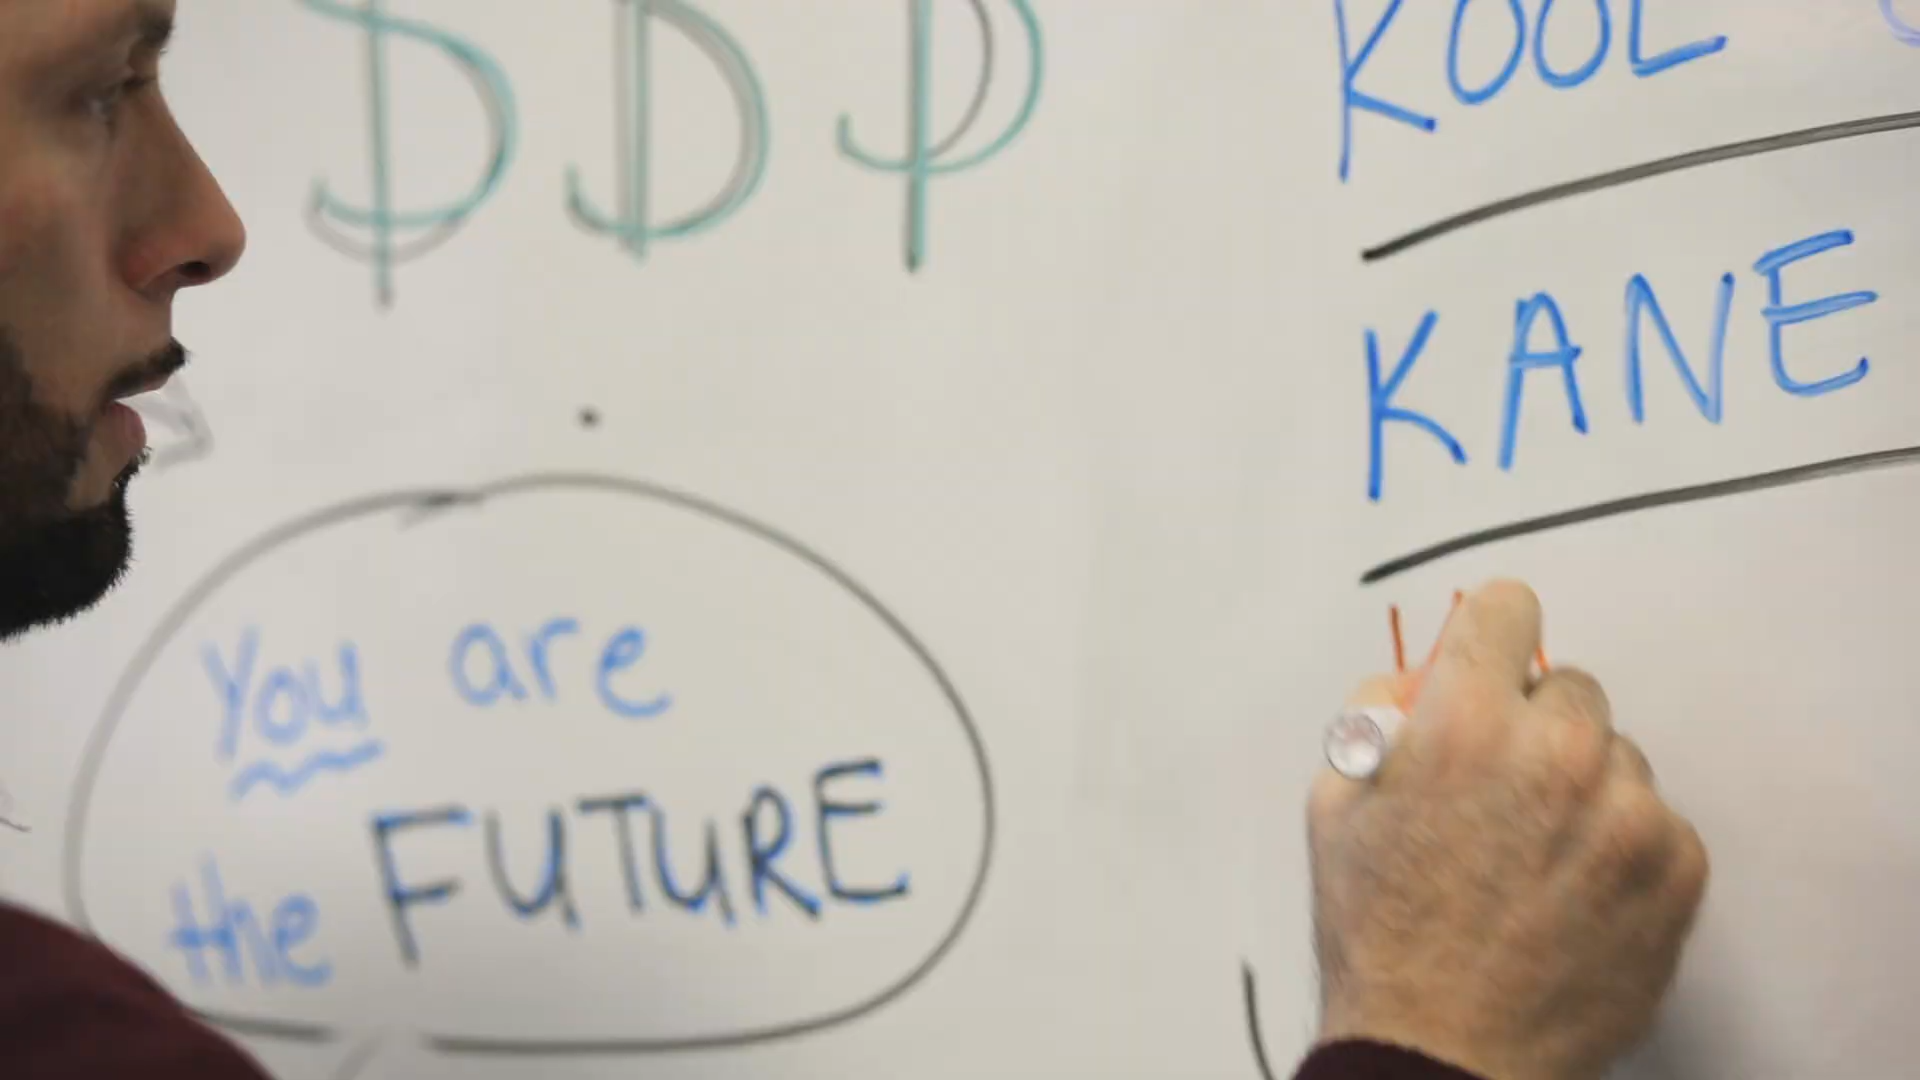 $ $ $
KOOL
KANE
You are
the FUTURE